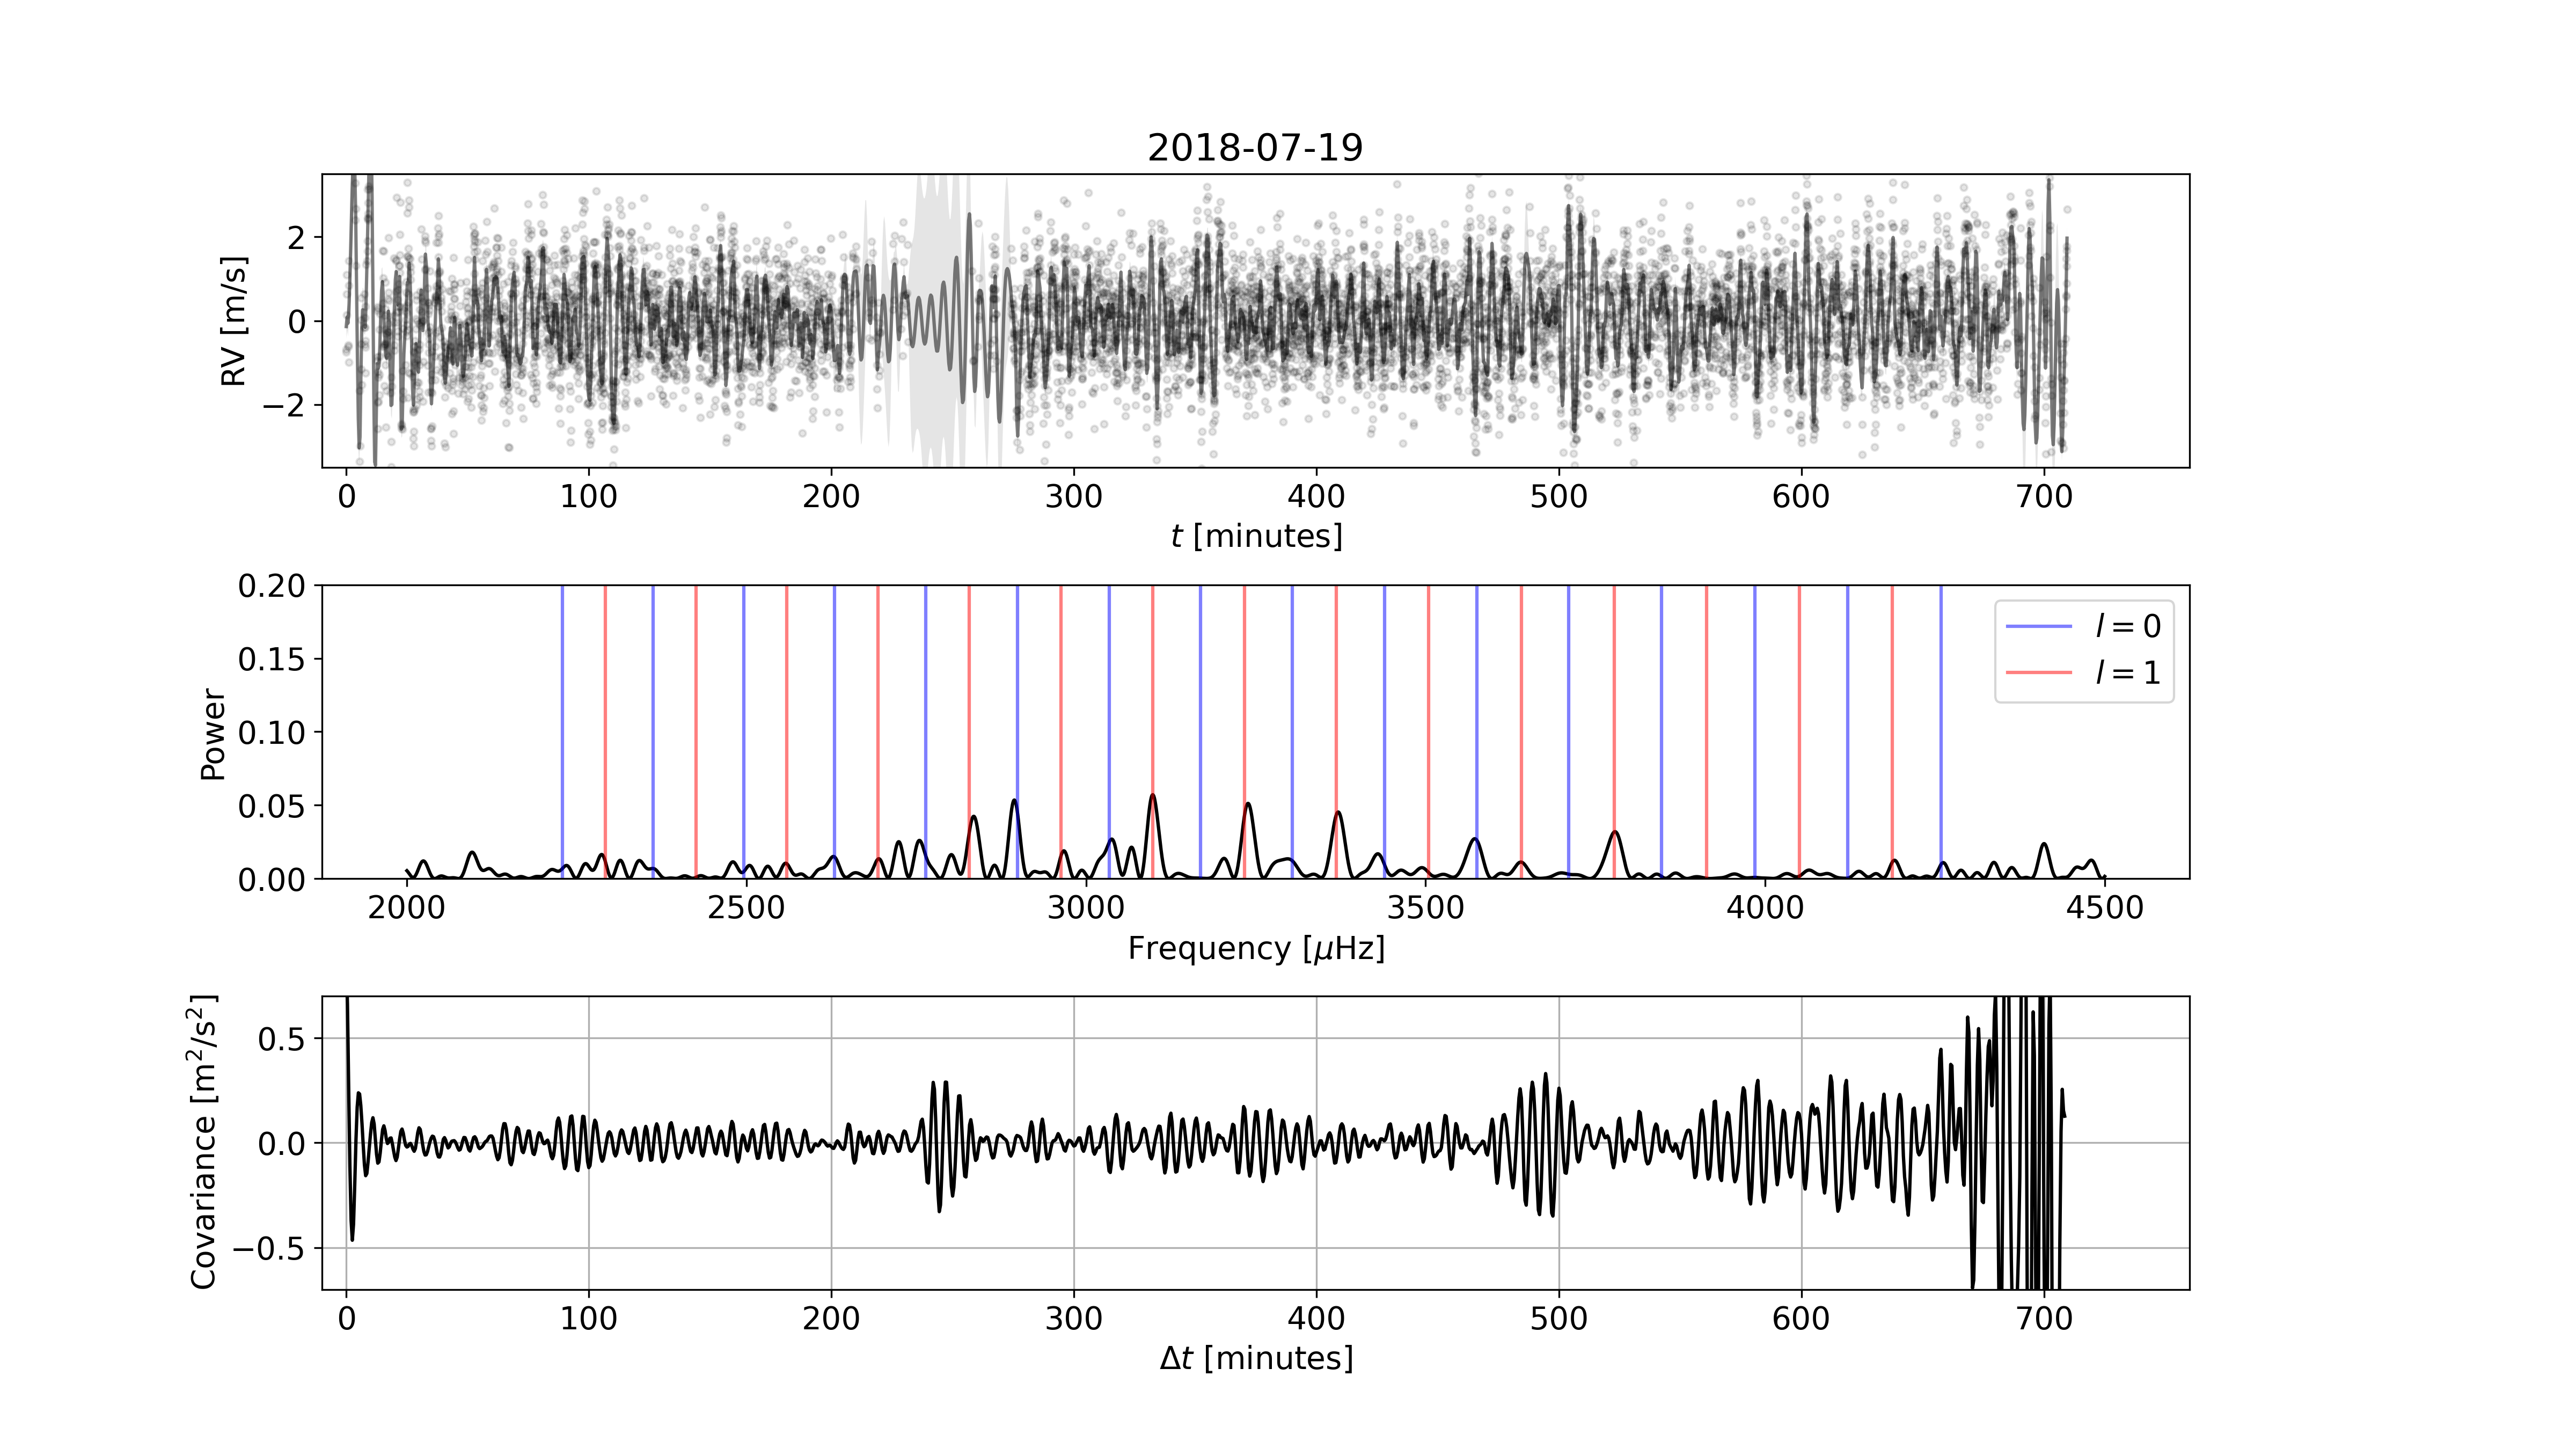 2018-07-19
RV [m/s]
2
0
−2
0 100 200 300 400 500 600 700
t [minutes]
Power
0.20
0.15
0.10
0.05
0.00
l = 0
l = 1
2000 2500 3000 3500 4000 4500
Frequency [μHz]
Covariance [m²/s²]
0.5
0.0
−0.5
0 100 200 300 400 500 600 700
Δt [minutes]